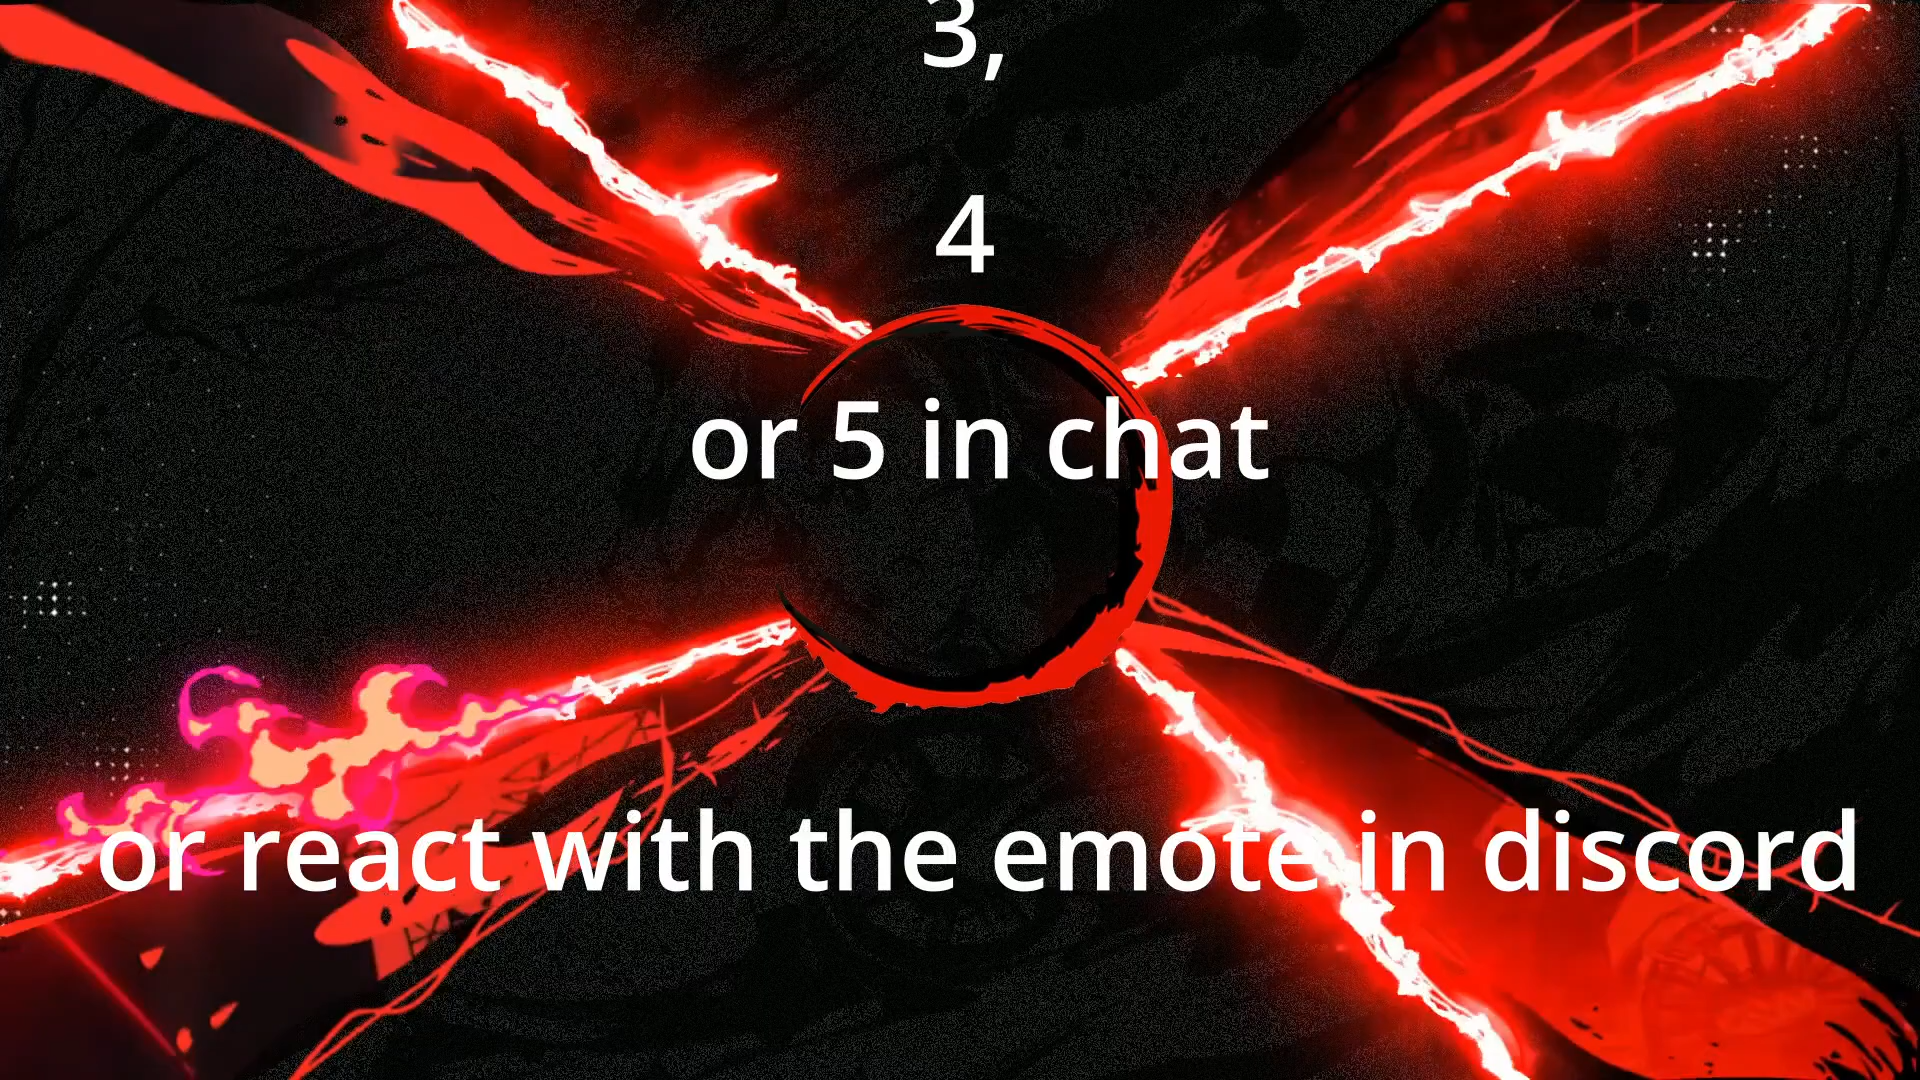 3,
4
or 5 in chat
or react with the emote in discord